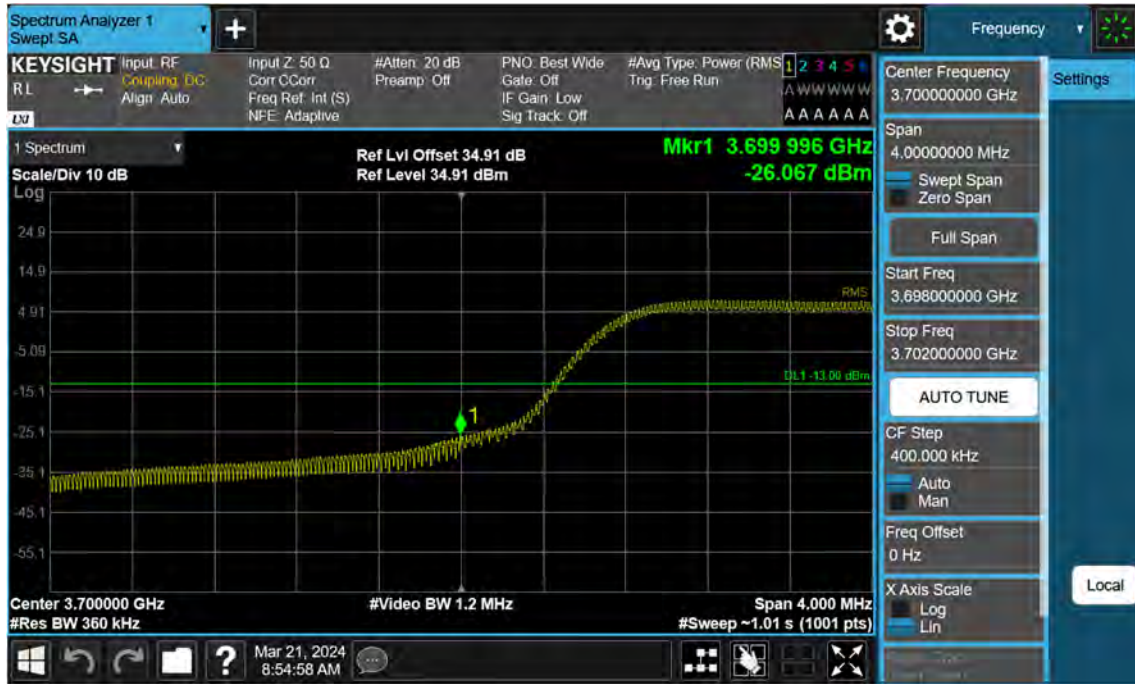 Spectrum Analyzer 1
Swept SA
+
Frequency
KEYSIGHT
RL
LXI
Input: RF
Coupling: DC
Align: Auto
Input Z: 50 Ω
Corr CCorr
Freq Ref: Int (S)
NFE: Adaptive
#Atten: 20 dB
Preamp: Off
PNO: Best Wide
Gate: Off
IF Gain: Low
Sig Track: Off
#Avg Type: Power (RMS
Trig: Free Run
1 2 3 4 5 6
A W W W W W
A A A A A A
1 Spectrum
Scale/Div 10 dB
Ref Lvl Offset 34.91 dB
Ref Level 34.91 dBm
Mkr1 3.699 996 GHz
-26.067 dBm
Log
24.9
14.9
4.91
-5.09
-15.1
-25.1
-35.1
-45.1
-55.1
RMS
DL1 -13.00 dBm
1
Center 3.700000 GHz
#Res BW 360 kHz
#Video BW 1.2 MHz
Span 4.000 MHz
#Sweep ~1.01 s (1001 pts)
Center Frequency
3.700000000 GHz
Span
4.00000000 MHz
Swept Span
Zero Span
Full Span
Start Freq
3.698000000 GHz
Stop Freq
3.702000000 GHz
AUTO TUNE
CF Step
400.000 kHz
Auto
Man
Freq Offset
0 Hz
X Axis Scale
Log
Lin
Settings
Local
?
Mar 21, 2024
8:54:58 AM